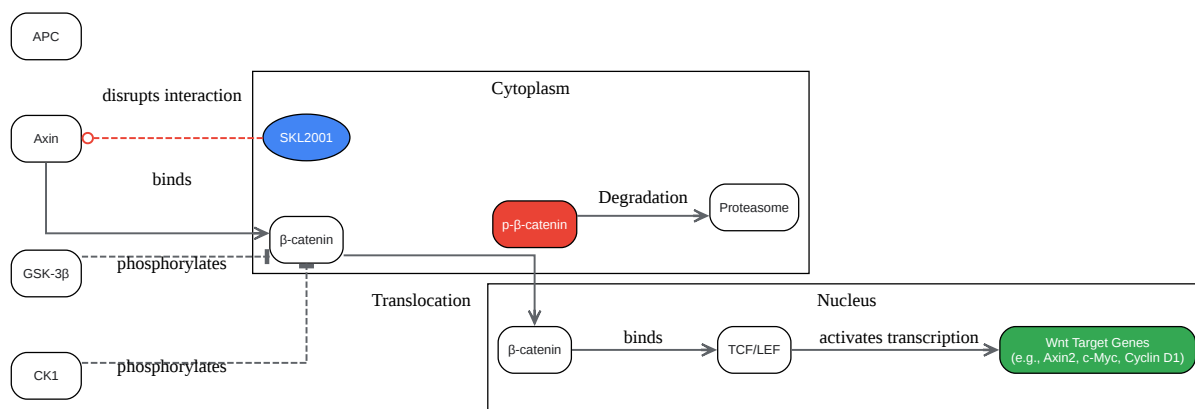 APC
Cytoplasm
disrupts interaction
Axin
SKL2001
binds
Degradation
Proteasome
p-β-catenin
β-catenin
phosphorylates
GSK-3β
Translocation
Nucleus
β-catenin
binds
TCF/LEF
activates transcription
Wnt Target Genes
(e.g., Axin2, c-Myc, Cyclin D1)
CK1
phosphorylates